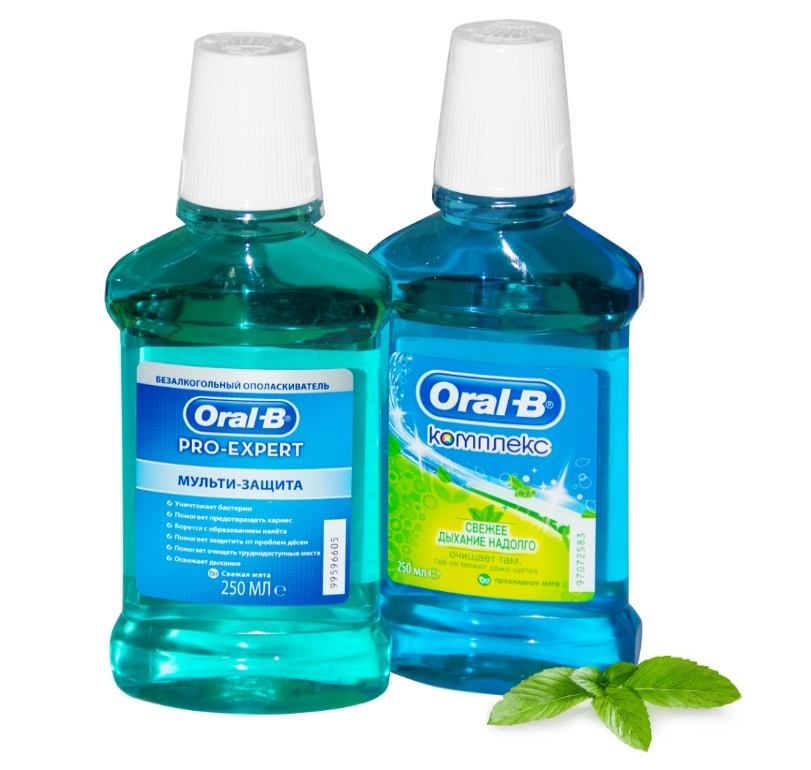 БЕЗАЛКОГОЛЬНЫЙ ОПОЛАСКИВАТЕЛЬ
Oral-B®
PRO-EXPERT
МУЛЬТИ-ЗАЩИТА
Уничтожает бактерии
Помогает предотвращать кариес
Борется с образованием налёта
Помогает защитить от проблем дёсен
Помогает очищать труднодоступные места
Освежает дыхание
Свежая мята
250 МЛ ℮
99596605
Oral-B®
комплекс
СВЕЖЕЕ
ДЫХАНИЕ НАДОЛГО
очищает там,
где не может даже щетка
250 МЛ ℮
прохладная мята
97072583